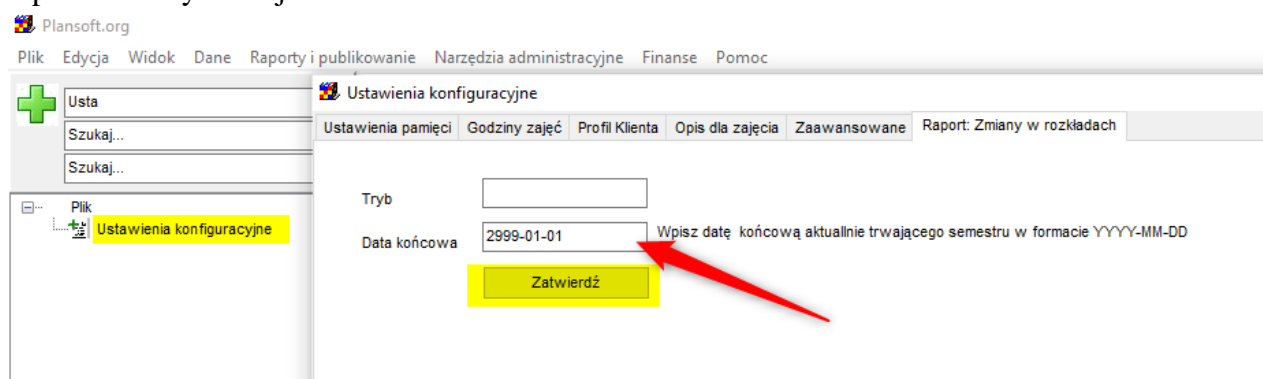 Plansoft.org
Plik Edycja Widok Dane Raporty i publikowanie Narzędzia administracyjne Finanse Pomoc
Usta
Szukaj...
Szukaj...
Plik
Ustawienia konfiguracyjne
Ustawienia konfiguracyjne
Ustawienia pamięci Godziny zajęć Profil Klienta Opis dla zajęcia Zaawansowane Raport: Zmiany w rozkładach
Tryb
Data końcowa 2999-01-01 Wpisz datę końcową aktuallnie trwającego semestru w formacie YYYY-MM-DD
Zatwierdź